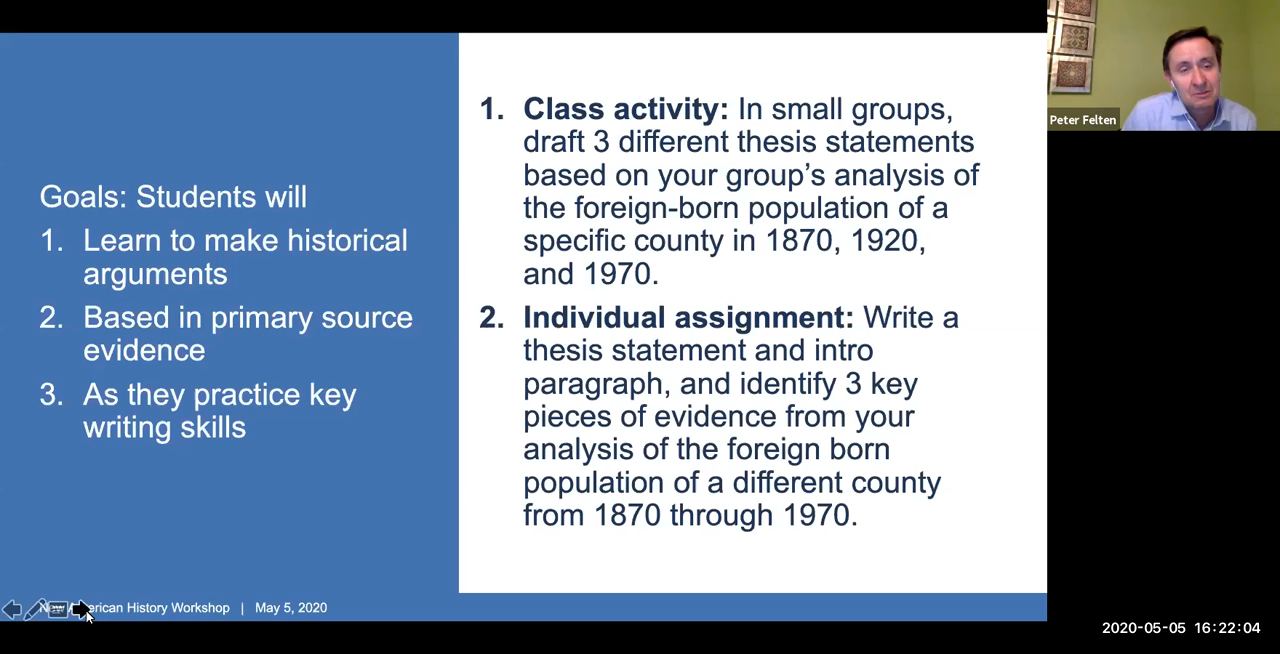 Goals: Students will
1. Learn to make historical
arguments
2. Based in primary source
evidence
3. As they practice key
writing skills
1. Class activity: In small groups,
draft 3 different thesis statements
based on your group’s analysis of
the foreign-born population of a
specific county in 1870, 1920,
and 1970.
2. Individual assignment: Write a
thesis statement and intro
paragraph, and identify 3 key
pieces of evidence from your
analysis of the foreign born
population of a different county
from 1870 through 1970.
Peter Felten
History Workshop | May 5, 2020
2020-05-05 16:22:04